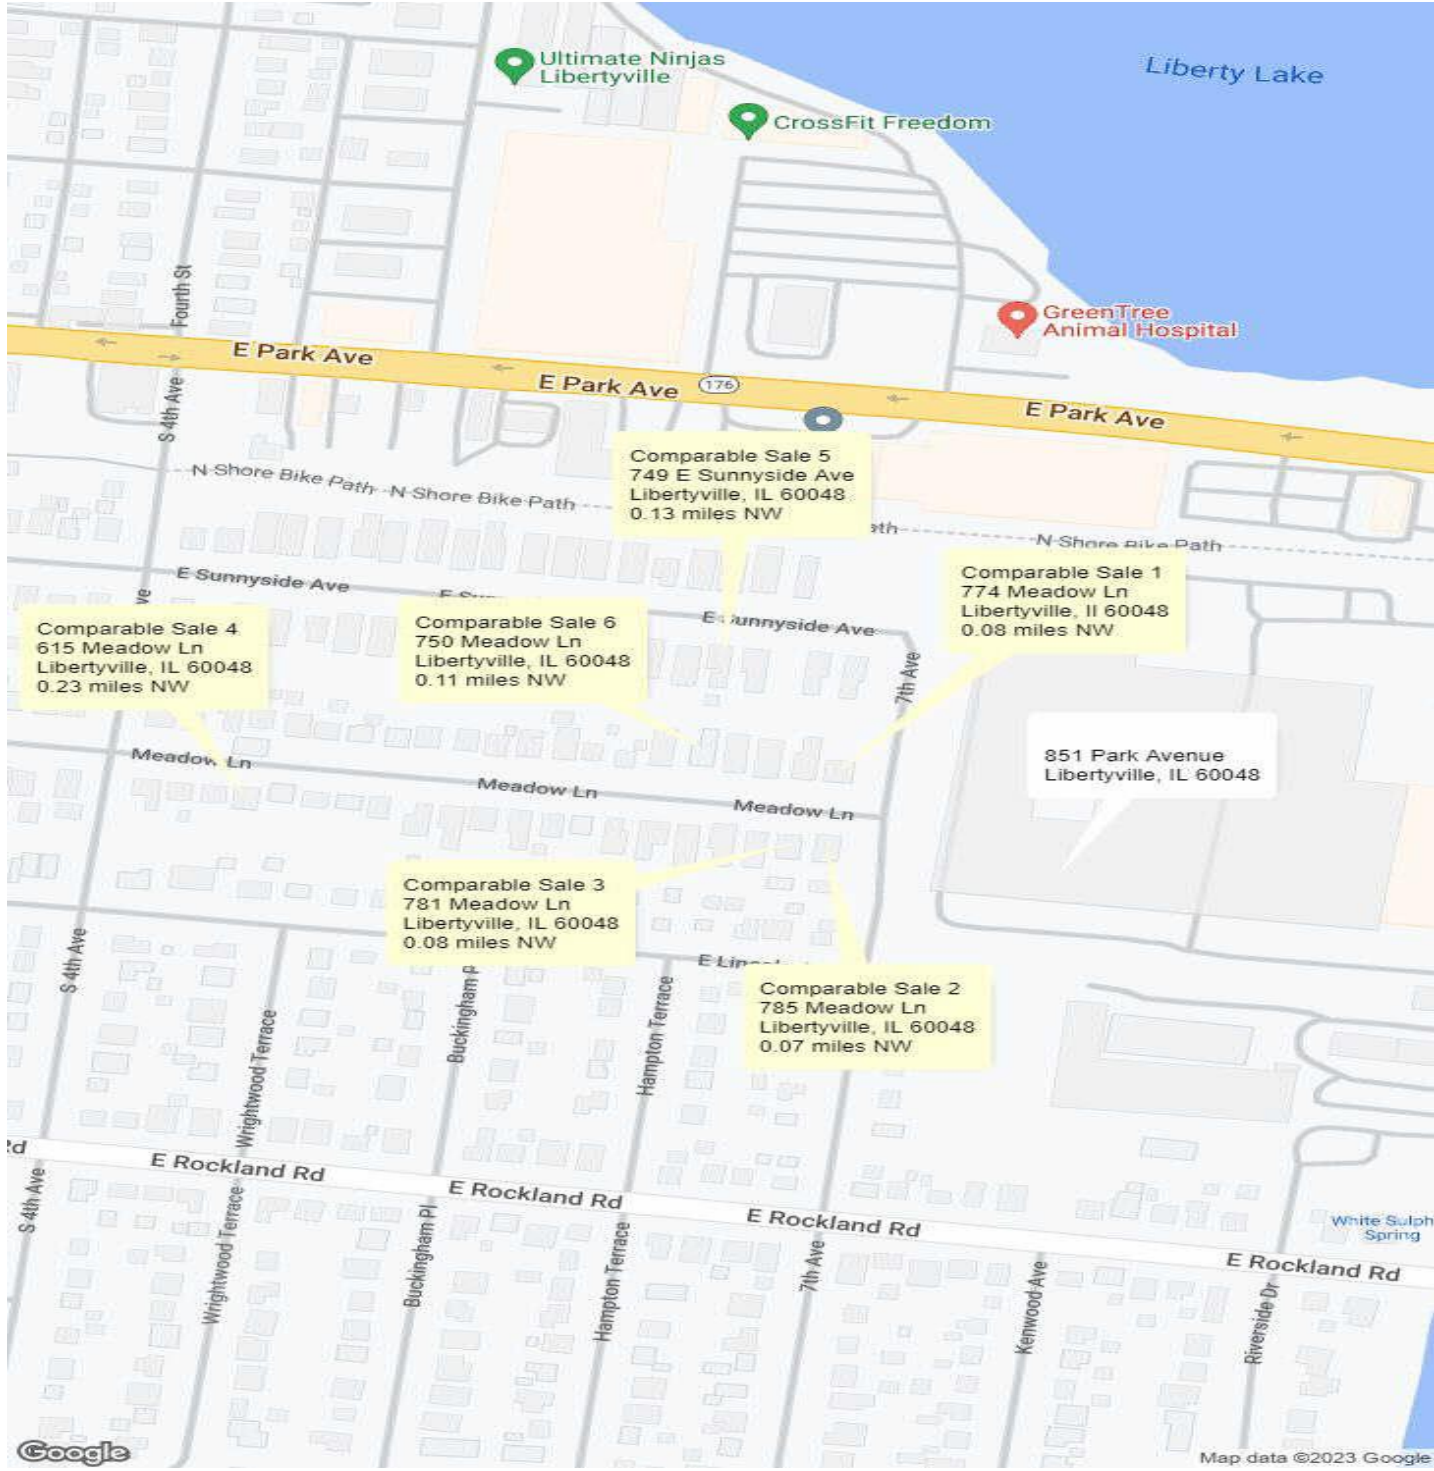 Ultimate Ninjas
Libertyville
Liberty Lake
CrossFit Freedom
Fourth St
GreenTree
Animal Hospital
E Park Ave
E Park Ave
176
E Park Ave
S 4th Ave
N Shore Bike Path
N Shore Bike Path
N Shore Bike Path
Comparable Sale 5
749 E Sunnyside Ave
Libertyville, IL 60048
0.13 miles NW
E Sunnyside Ave
E Sunnyside Ave
Comparable Sale 1
774 Meadow Ln
Libertyville, Il 60048
0.08 miles NW
Comparable Sale 4
615 Meadow Ln
Libertyville, IL 60048
0.23 miles NW
Comparable Sale 6
750 Meadow Ln
Libertyville, IL 60048
0.11 miles NW
7th Ave
851 Park Avenue
Libertyville, IL 60048
Meadow Ln
Meadow Ln
Meadow Ln
Comparable Sale 3
781 Meadow Ln
Libertyville, IL 60048
0.08 miles NW
S 4th Ave
Comparable Sale 2
785 Meadow Ln
Libertyville, IL 60048
0.07 miles NW
Wrightwood Terrace
Buckingham P
Hampton Terrace
Rd
E Rockland Rd
E Rockland Rd
E Rockland Rd
E Rockland Rd
S 4th Ave
Wrightwood Terrace
Buckingham Pl
Hampton Terrace
7th Ave
Kenwood Ave
Riverside Dr
White Sulph
Spring
Google
Map data ©2023 Google